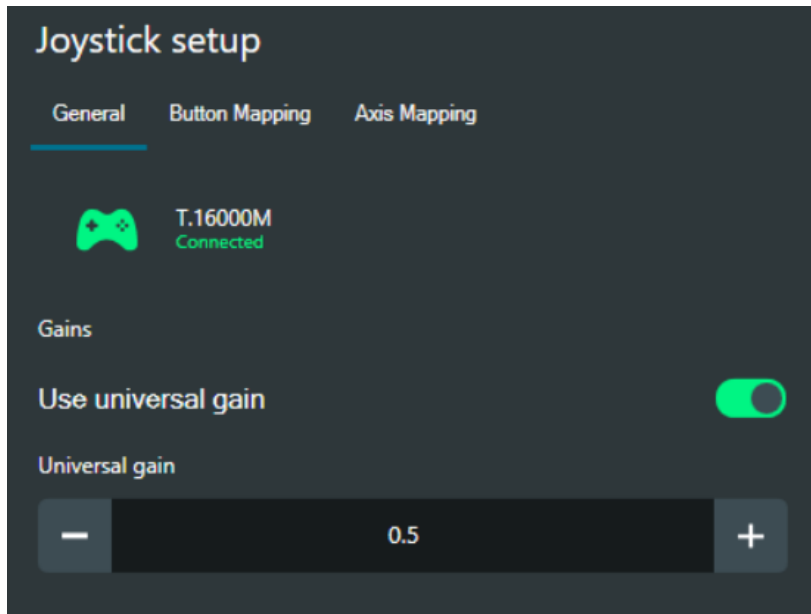 Joystick setup
General Button Mapping Axis Mapping
T.16000M
Connected
Gains
Use universal gain
Universal gain
0.5